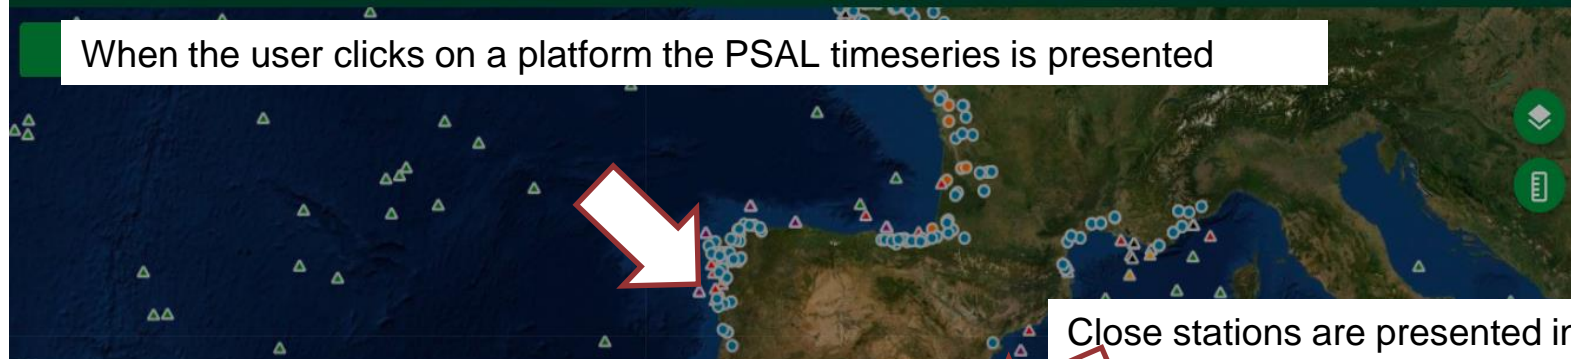 When the user clicks on a platform the PSAL timeseries is presented
Close stations are presented in